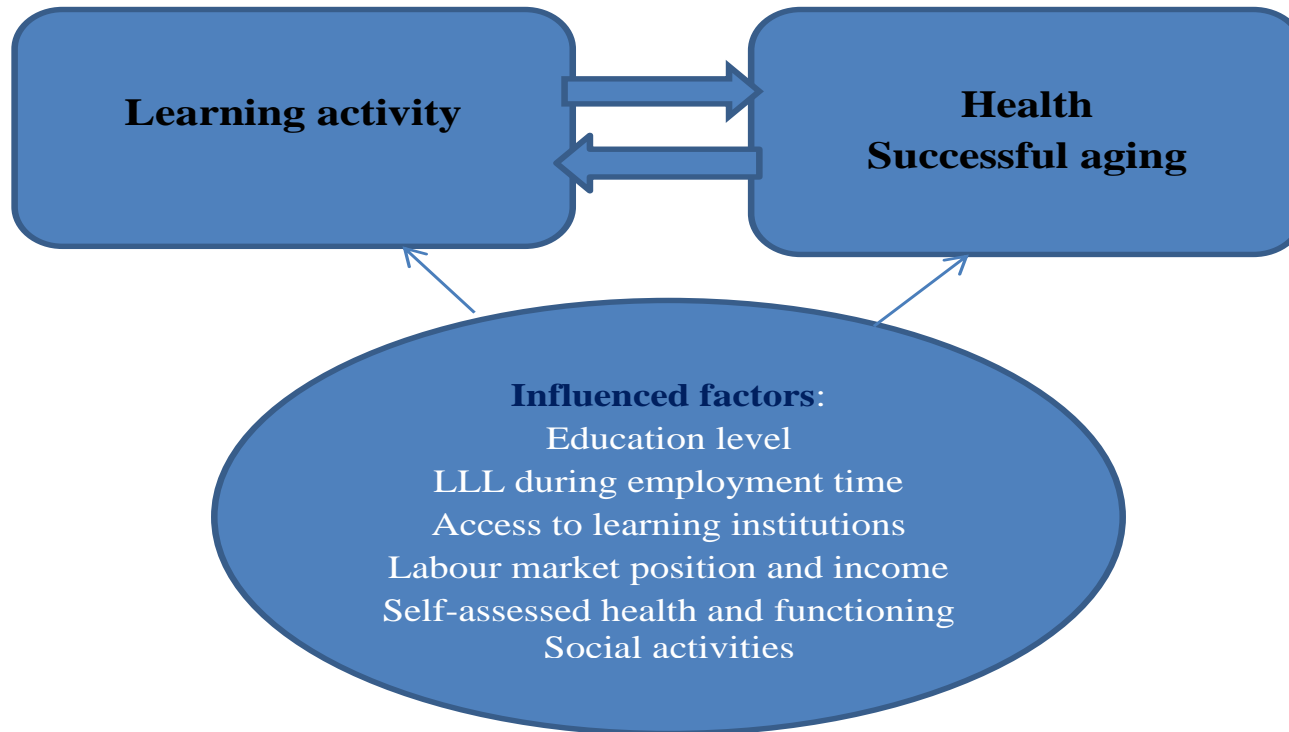 Learning activity
Health
Successful aging
Influenced factors:
Education level
LLL during employment time
Access to learning institutions
Labour market position and income
Self-assessed health and functioning
Social activities